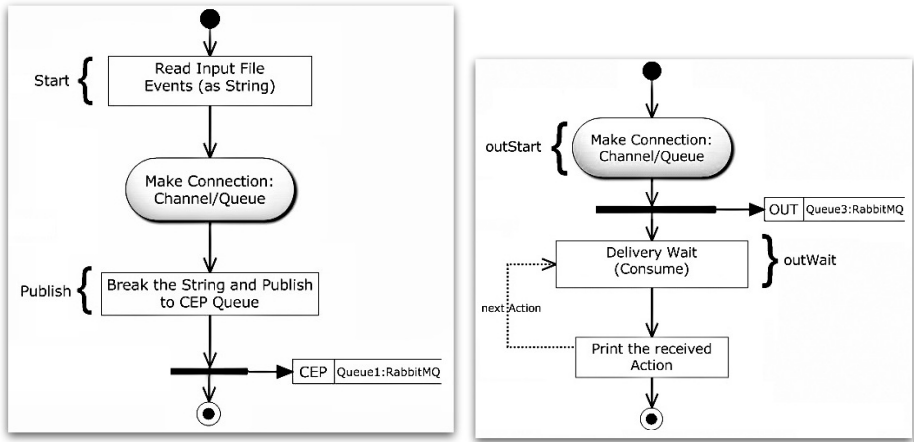 Start
Read Input File
Events (as String)
Make Connection:
Channel/Queue
Publish
Break the String and Publish
to CEP Queue
CEP
Queue1:RabbitMQ
outStart
Make Connection:
Channel/Queue
OUT
Queue3:RabbitMQ
Delivery Wait
(Consume)
outWait
next Action
Print the received
Action